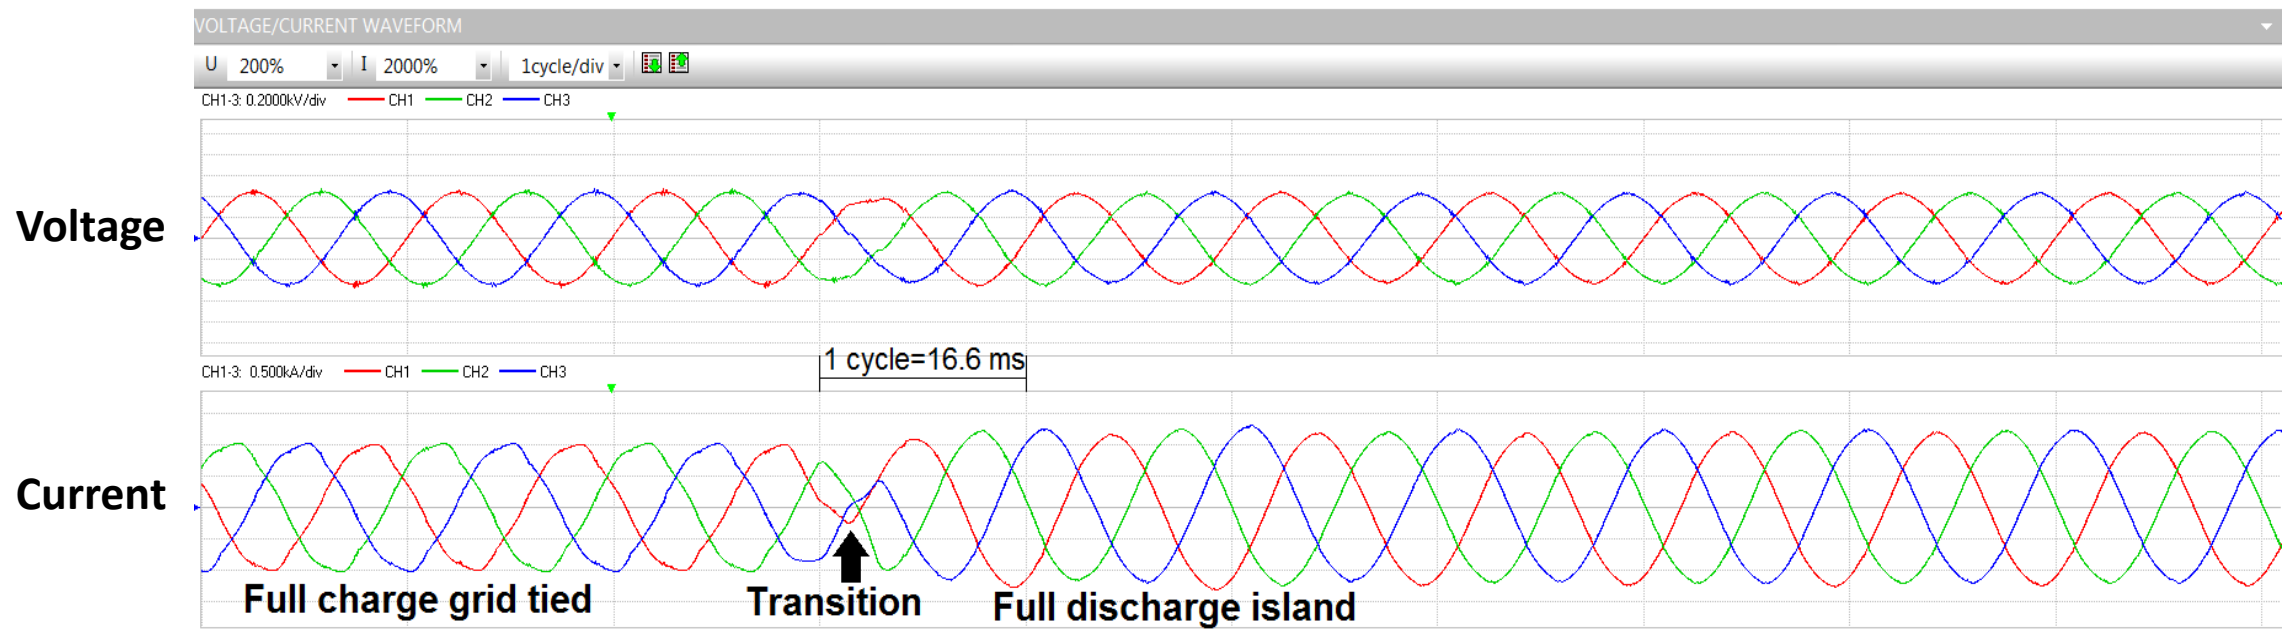 VOLTAGE/CURRENT WAVEFORM
U 200% I 2000% 1cycle/div
CH1-3: 0.2000kV/div CH1 CH2 CH3
Voltage
1 cycle=16.6 ms
CH1-3: 0.500kA/div CH1 CH2 CH3
Current
Full charge grid tied
Transition
Full discharge island